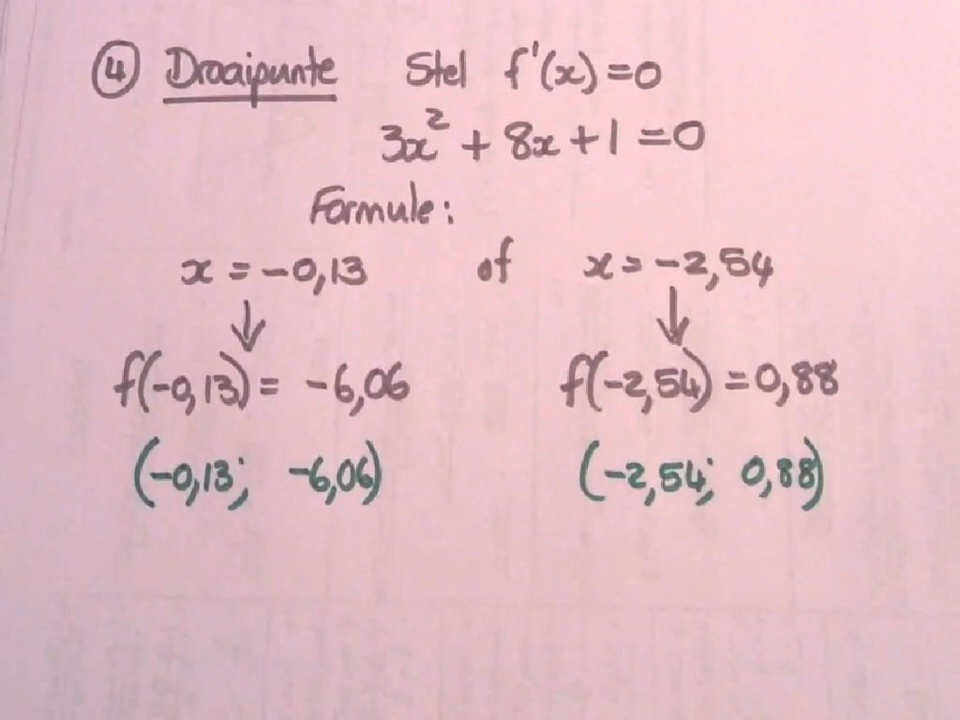 ④ Draaipunte Stel f'(x) = 0
3x² + 8x + 1 = 0
Formule:
x = -0,13 of x = -2,54
↓ ↓
f(-0,13) = -6,06 f(-2,54) = 0,88
(-0,13; -6,06) (-2,54; 0,88)